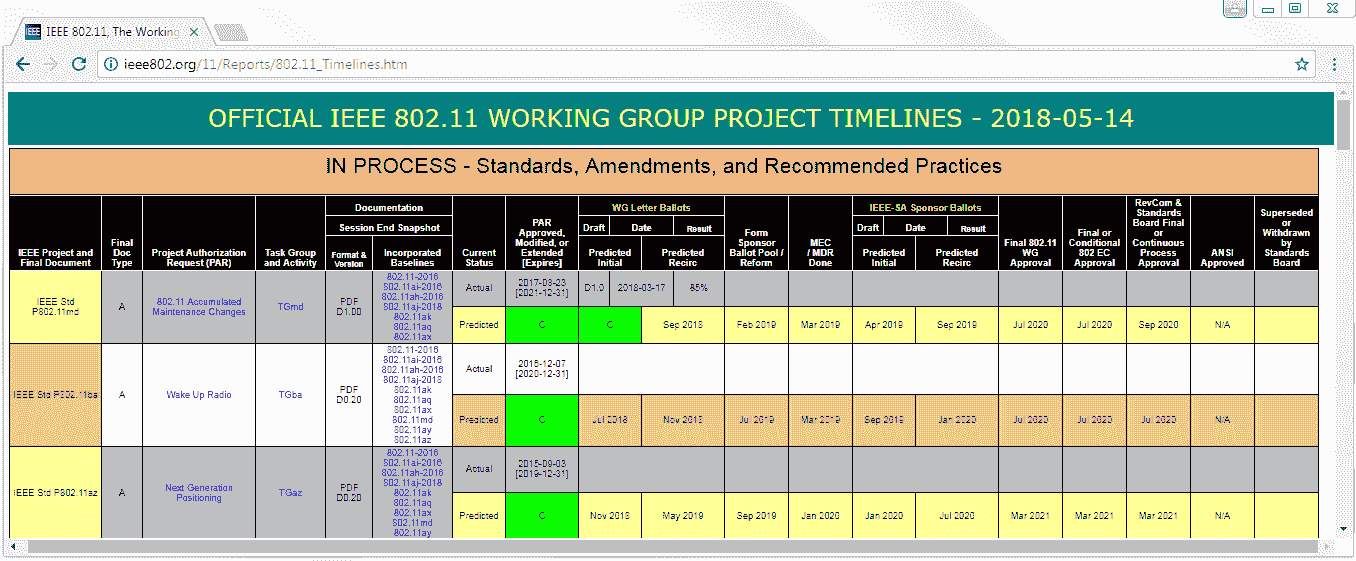 IEEE 802.11, The Working
ieee802.org/11/Reports/802.11_Timelines.htm
OFFICIAL IEEE 802.11 WORKING GROUP PROJECT TIMELINES - 2018-05-14
IN PROCESS - Standards, Amendments, and Recommended Practices
IEEE Project and
Final Document
Final
Doc
Type
Project Authorization
Request (PAR)
Task Group
and Activity
Documentation
Session End Snapshot
Format &
Version
Incorporated
Baselines
Current
Status
PAR
Approved,
Modified, or
Extended
[Expires]
WG Letter Ballots
Draft
Date
Result
Predicted
Initial
Predicted
Recirc
Form
Sponsor
Ballot Pool /
Reform
MEC
/ MDR
Done
IEEE-SA Sponsor Ballots
Draft
Date
Result
Predicted
Initial
Predicted
Recirc
Final 802.11
WG
Approval
Final or
Conditional
802 EC
Approval
RevCom &
Standards
Board Final
or
Continuous
Process
Approval
ANSI
Approved
Superseded
or
Withdrawn
by
Standards
Board
IEEE Std
P802.11md
A
802.11 Accumulated
Maintenance Changes
TGmd
PDF
D1.00
802.11-2016
802.11ai-2016
802.11ah-2016
802.11aj-2018
802.11ak
802.11aq
802.11ax
Actual
2017-03-23
[2021-12-31]
D1.0
2018-03-17
85%
Predicted
C
C
Sep 2018
Feb 2019
Mar 2019
Apr 2019
Sep 2019
Jul 2020
Jul 2020
Sep 2020
N/A
IEEE Std P802.11ba
A
Wake Up Radio
TGba
PDF
D0.20
802.11-2016
802.11ai-2016
802.11ah-2016
802.11aj-2018
802.11ak
802.11aq
802.11ax
802.11md
802.11ay
802.11az
Actual
2016-12-07
[2020-12-31]
Predicted
C
Jul 2018
Nov 2018
Jul 2019
Mar 2019
Sep 2019
Jan 2020
Jul 2020
Jul 2020
Jul 2020
N/A
IEEE Std P802.11az
A
Next Generation
Positioning
TGaz
PDF
D0.20
802.11-2016
802.11ai-2016
802.11ah-2016
802.11aj-2018
802.11ak
802.11aq
802.11ax
802.11md
802.11ay
Actual
2015-09-03
[2019-12-31]
Predicted
C
Nov 2018
May 2019
Sep 2019
Jan 2020
Jan 2020
Jul 2020
Mar 2021
Mar 2021
Mar 2021
N/A